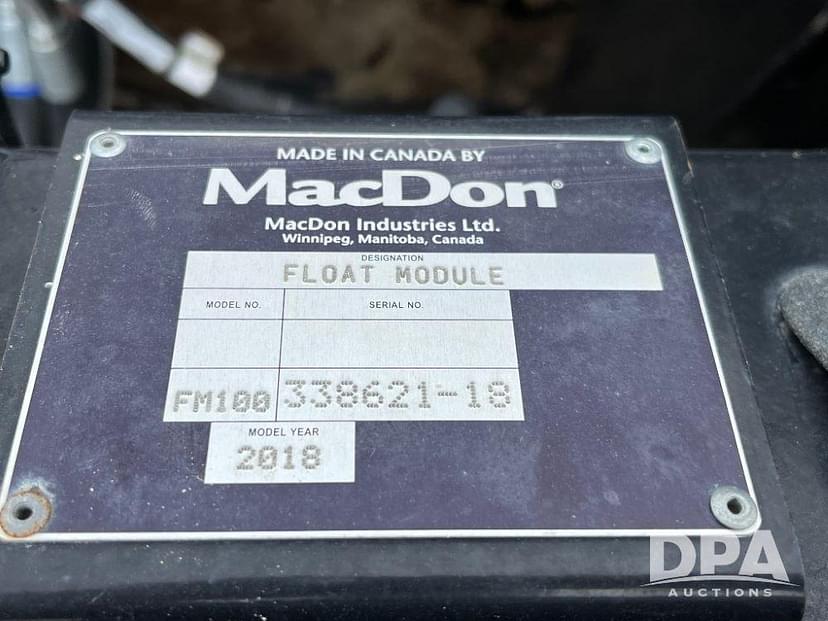 MADE IN CANADA BY
MacDon®
MacDon Industries Ltd.
Winnipeg, Manitoba, Canada
DESIGNATION
FLOAT MODULE
MODEL NO. SERIAL NO.
FM100 338621-18
MODEL YEAR
2018
DPA
AUCTIONS